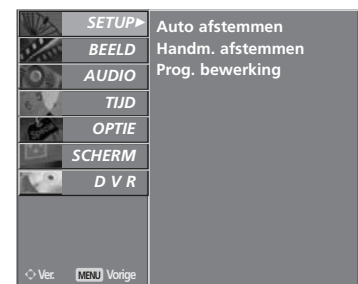 SETUP▶
BEELD
AUDIO
TIJD
OPTIE
SCHERM
D V R
Auto afstemmen
Handm. afstemmen
Prog. bewerking
Ver. MENU Vorige